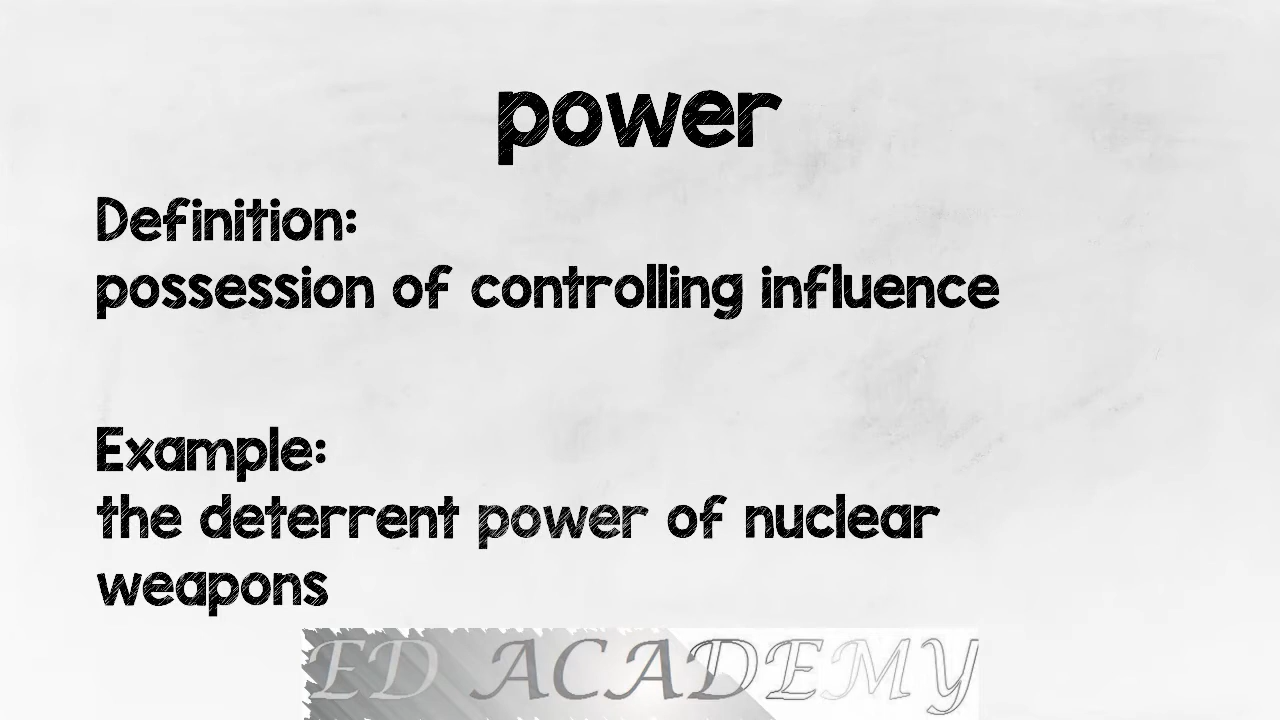 power
Definition:
possession of controlling influence
Example:
the deterrent power of nuclear
weapons
ED ACADEMY